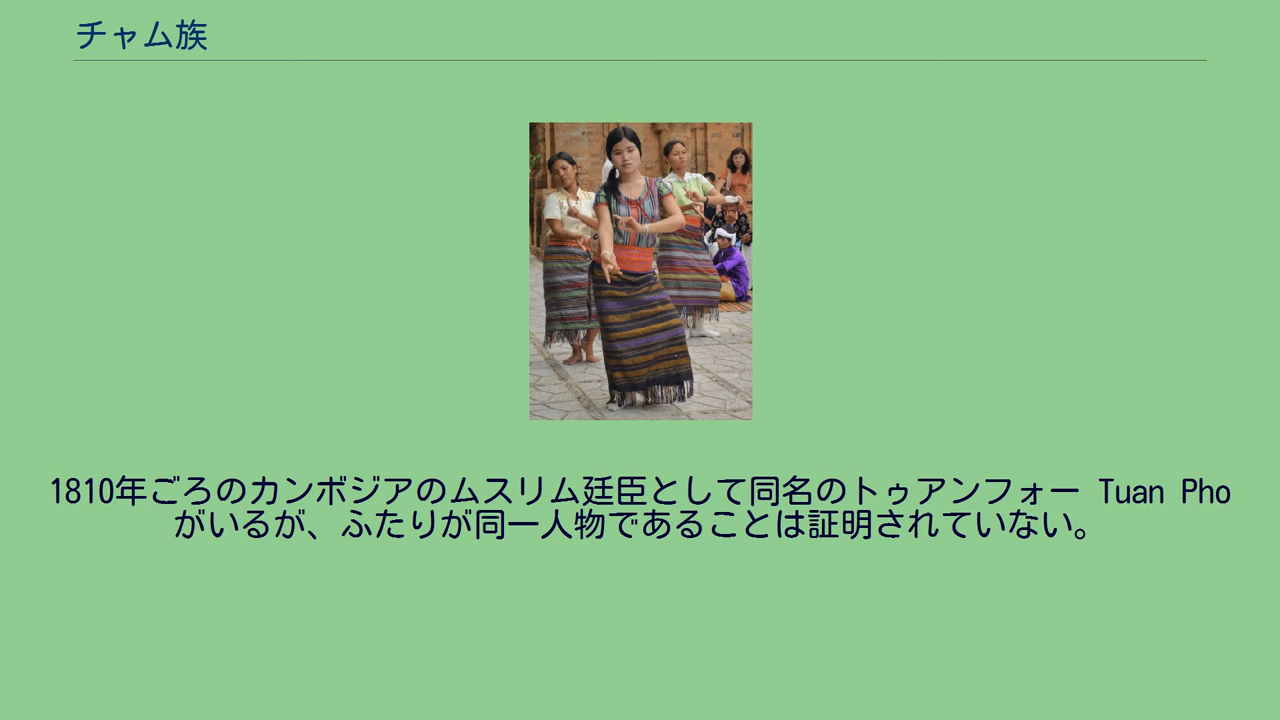 チャム族
1810年ごろのカンボジアのムスリム廷臣として同名のトゥアンフォー Tuan Pho
がいるが、ふたりが同一人物であることは証明されていない。